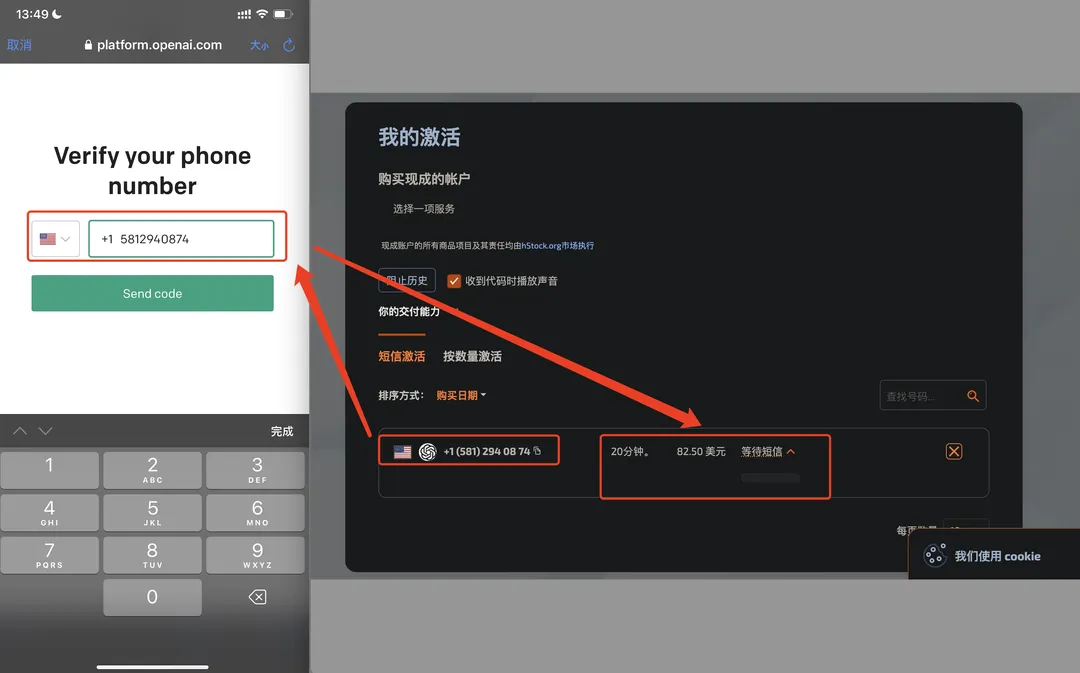 13:49
取消
platform.openai.com
大小
Verify your phone
number
+1 5812940874
Send code
完成
1
2
ABC
3
DEF
4
GHI
5
JKL
6
MNO
7
PQRS
8
TUV
9
WXYZ
0
我的激活
购买现成的帐户
选择一项服务
现成账户的所有商品项目及其责任均由hStock.org市场执行
阻止历史
收到代码时播放声音
你的交付能力
短信激活
按数量激活
排序方式：
购买日期
查找号码...
+1 (581) 294 08 74
20分钟。
82.50 美元
等待短信
我们使用 cookie